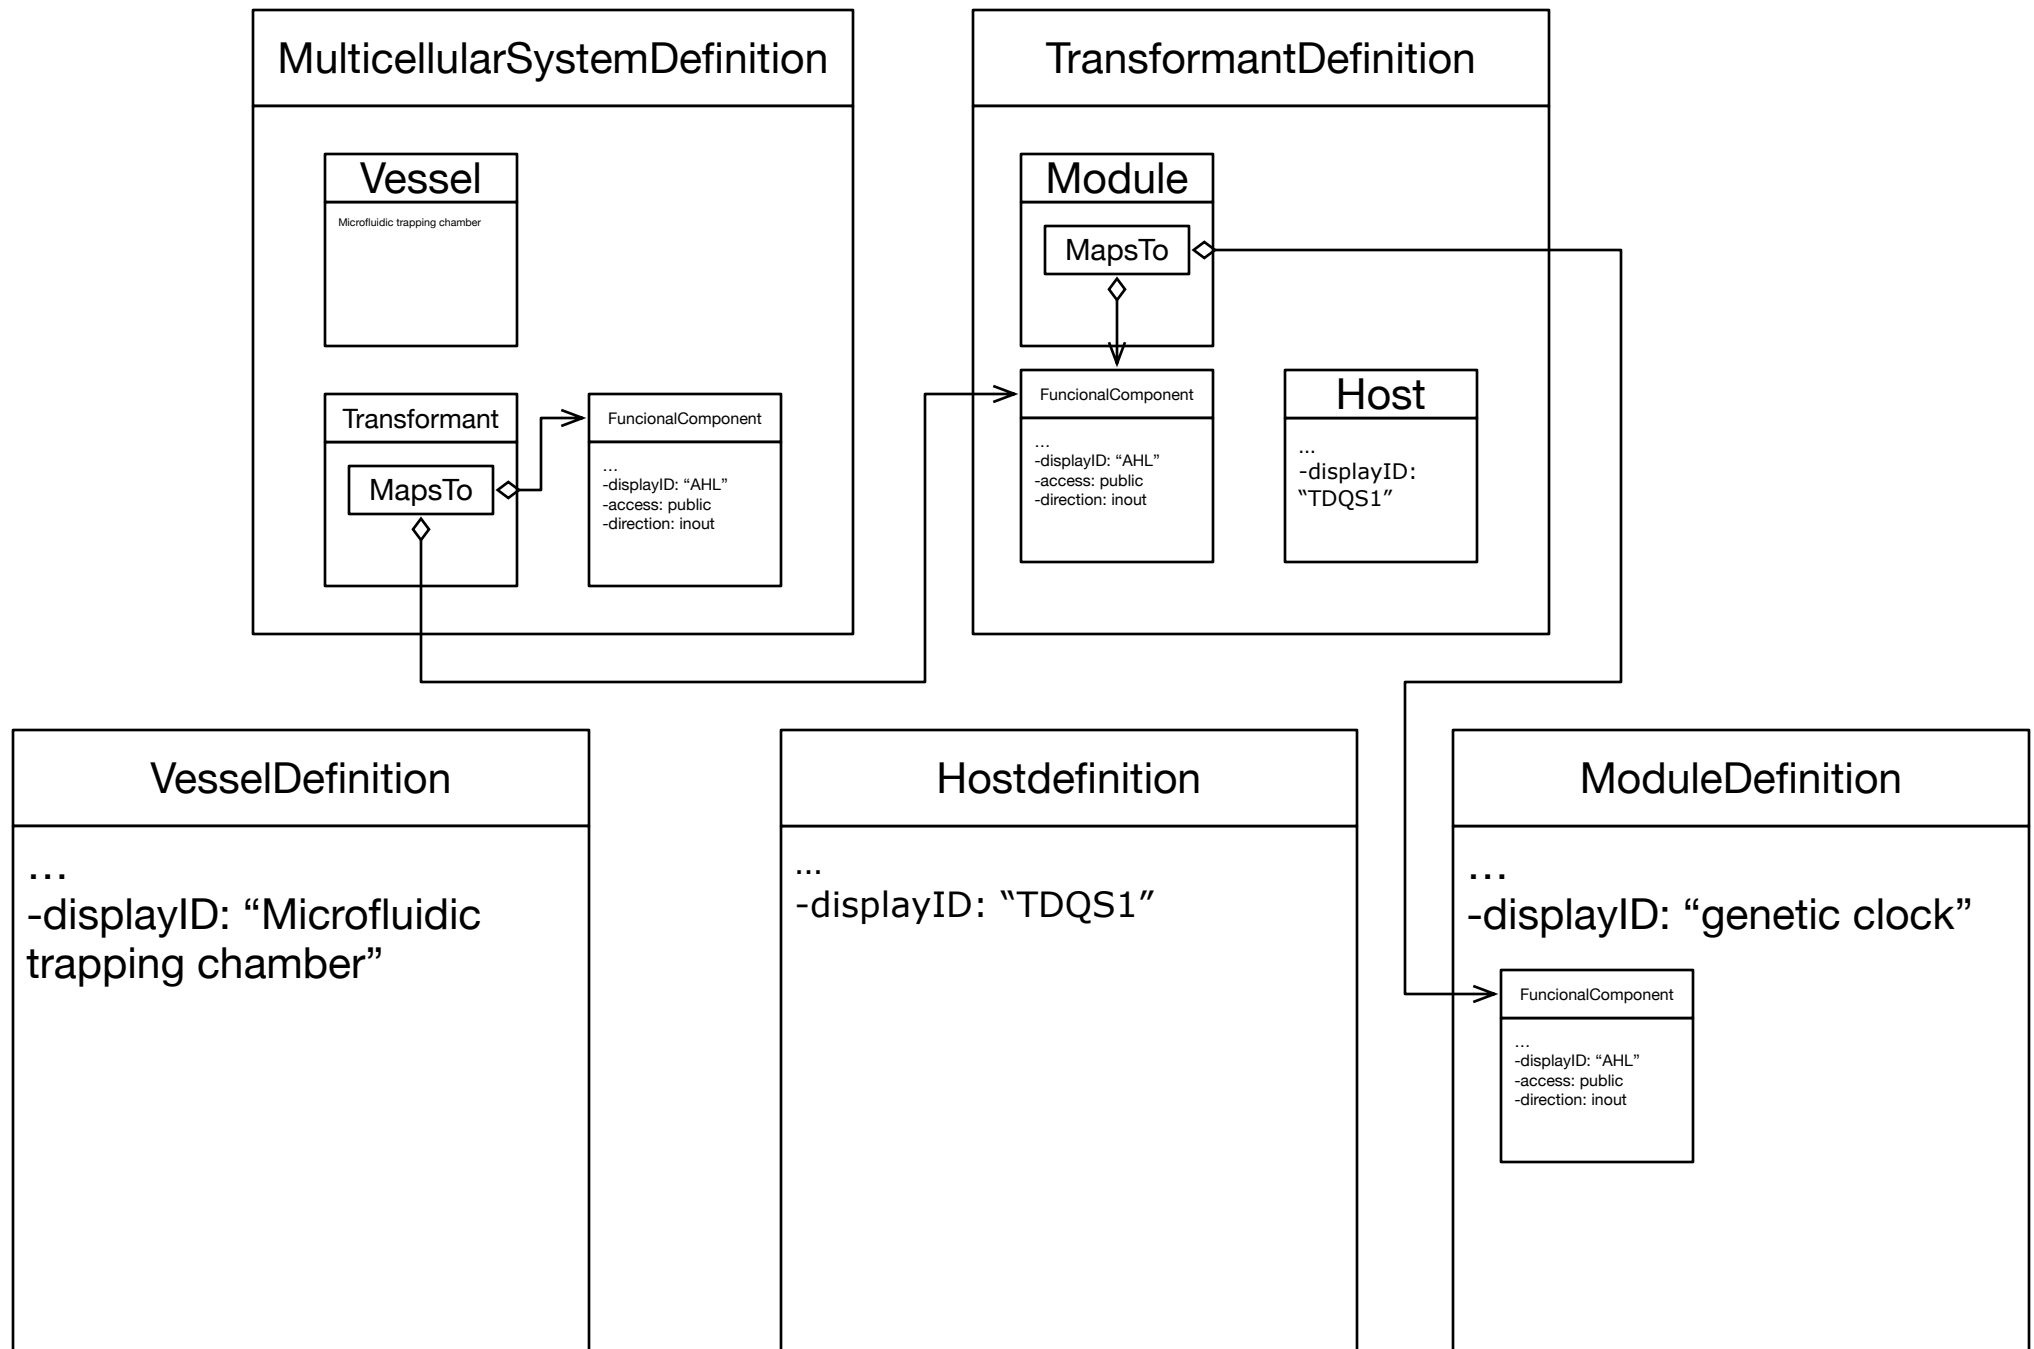 MulticellularSystemDefinition
Vessel
Microfluidic trapping chamber
Transformant
MapsTo
FuncionalComponent
...
-displayID: “AHL”
-access: public
-direction: inout
TransformantDefinition
Module
MapsTo
FuncionalComponent
...
-displayID: “AHL”
-access: public
-direction: inout
Host
...
-displayID:
“TDQS1”
VesselDefinition
...
-displayID: “Microfluidic
trapping chamber”
Hostdefinition
...
-displayID: “TDQS1”
ModuleDefinition
...
-displayID: “genetic clock”
FuncionalComponent
...
-displayID: “AHL”
-access: public
-direction: inout